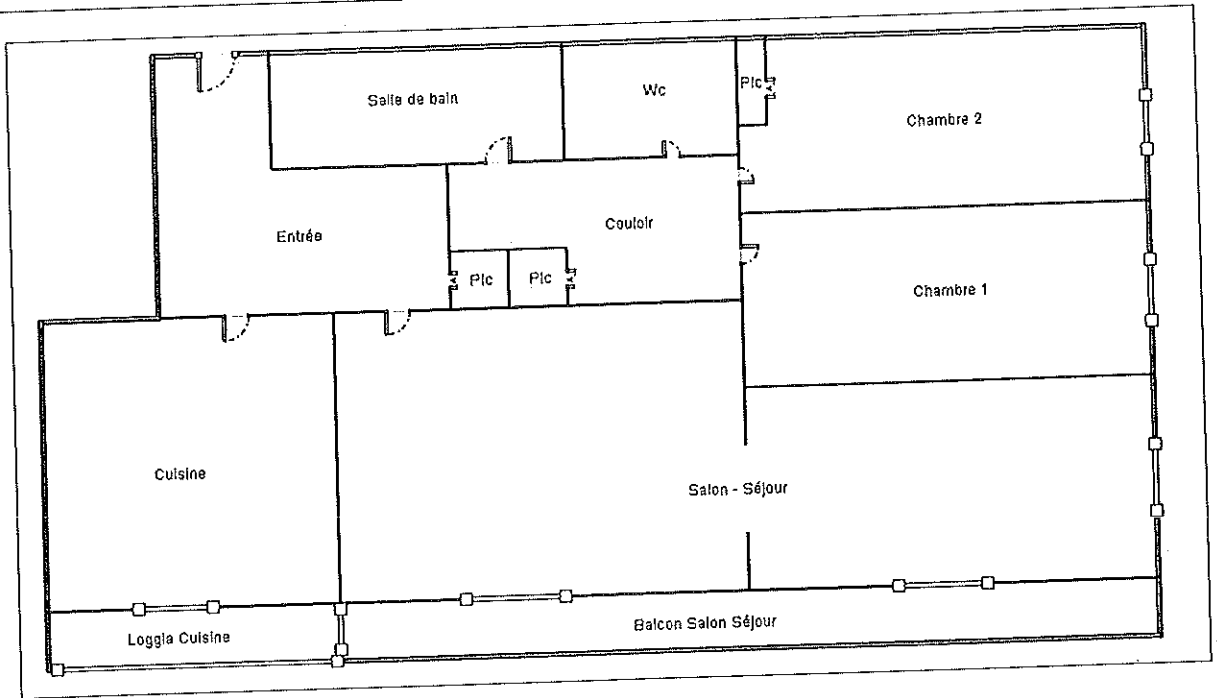 Salle de bain
Wc
Plc
Chambre 2
Entrée
Couloir
Plc
Plc
Chambre 1
Cuisine
Salon - Séjour
Loggia Cuisine
Balcon Salon Séjour